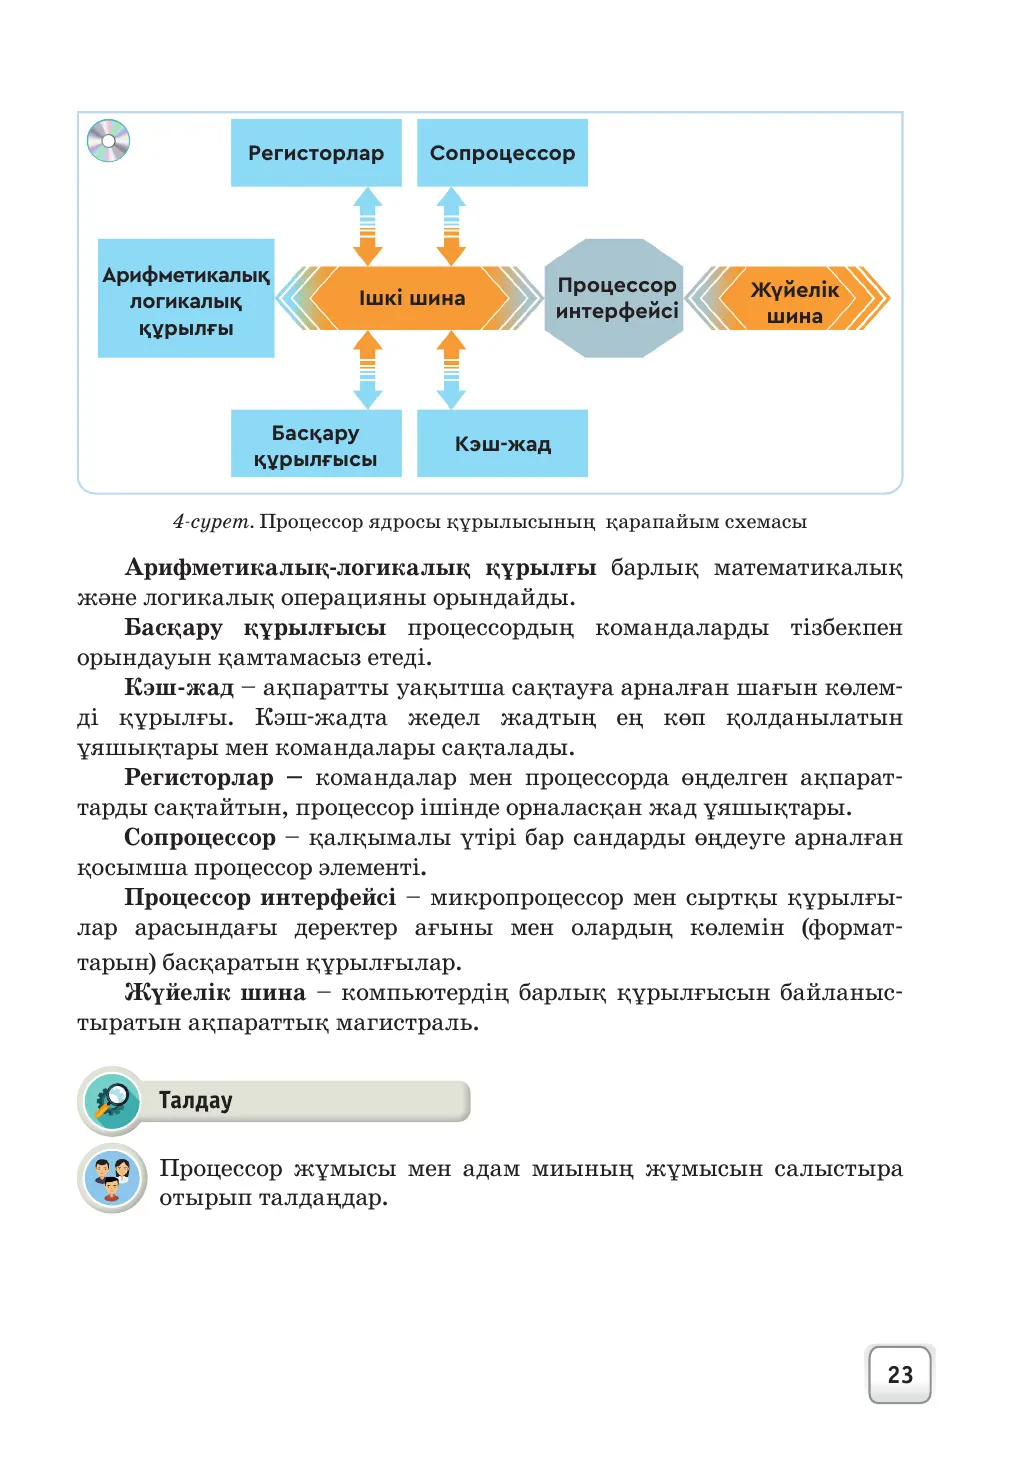 Регисторлар
Сопроцессор
Арифметикалық
логикалық
құрылғы
Ішкі шина
Процессор
интерфейсі
Жүйелік
шина
Басқару
құрылғысы
Кэш-жад
4-сурет. Процессор ядросы құрылысының қарапайым схемасы
Арифметикалық-логикалық құрылғы барлық математикалық
және логикалық операцияны орындайды.
Басқару құрылғысы процессордың командаларды тізбекпен
орындауын қамтамасыз етеді.
Кэш-жад – ақпаратты уақытша сақтауға арналған шағын көлем-
ді құрылғы. Кэш-жадта жедел жадтың ең көп қолданылатын
ұяшықтары мен командалары сақталады.
Регисторлар – командалар мен процессорда өңделген ақпарат-
тарды сақтайтын, процессор ішінде орналасқан жад ұяшықтары.
Сопроцессор – қалқымалы үтірі бар сандарды өңдеуге арналған
қосымша процессор элементі.
Процессор интерфейсі – микропроцессор мен сыртқы құрылғы-
лар арасындағы деректер ағыны мен олардың көлемін (формат-
тарын) басқаратын құрылғылар.
Жүйелік шина – компьютердің барлық құрылғысын байланыс-
тыратын ақпараттық магистраль.
Талдау
Процессор жұмысы мен адам миының жұмысын салыстыра
отырып талдаңдар.
23